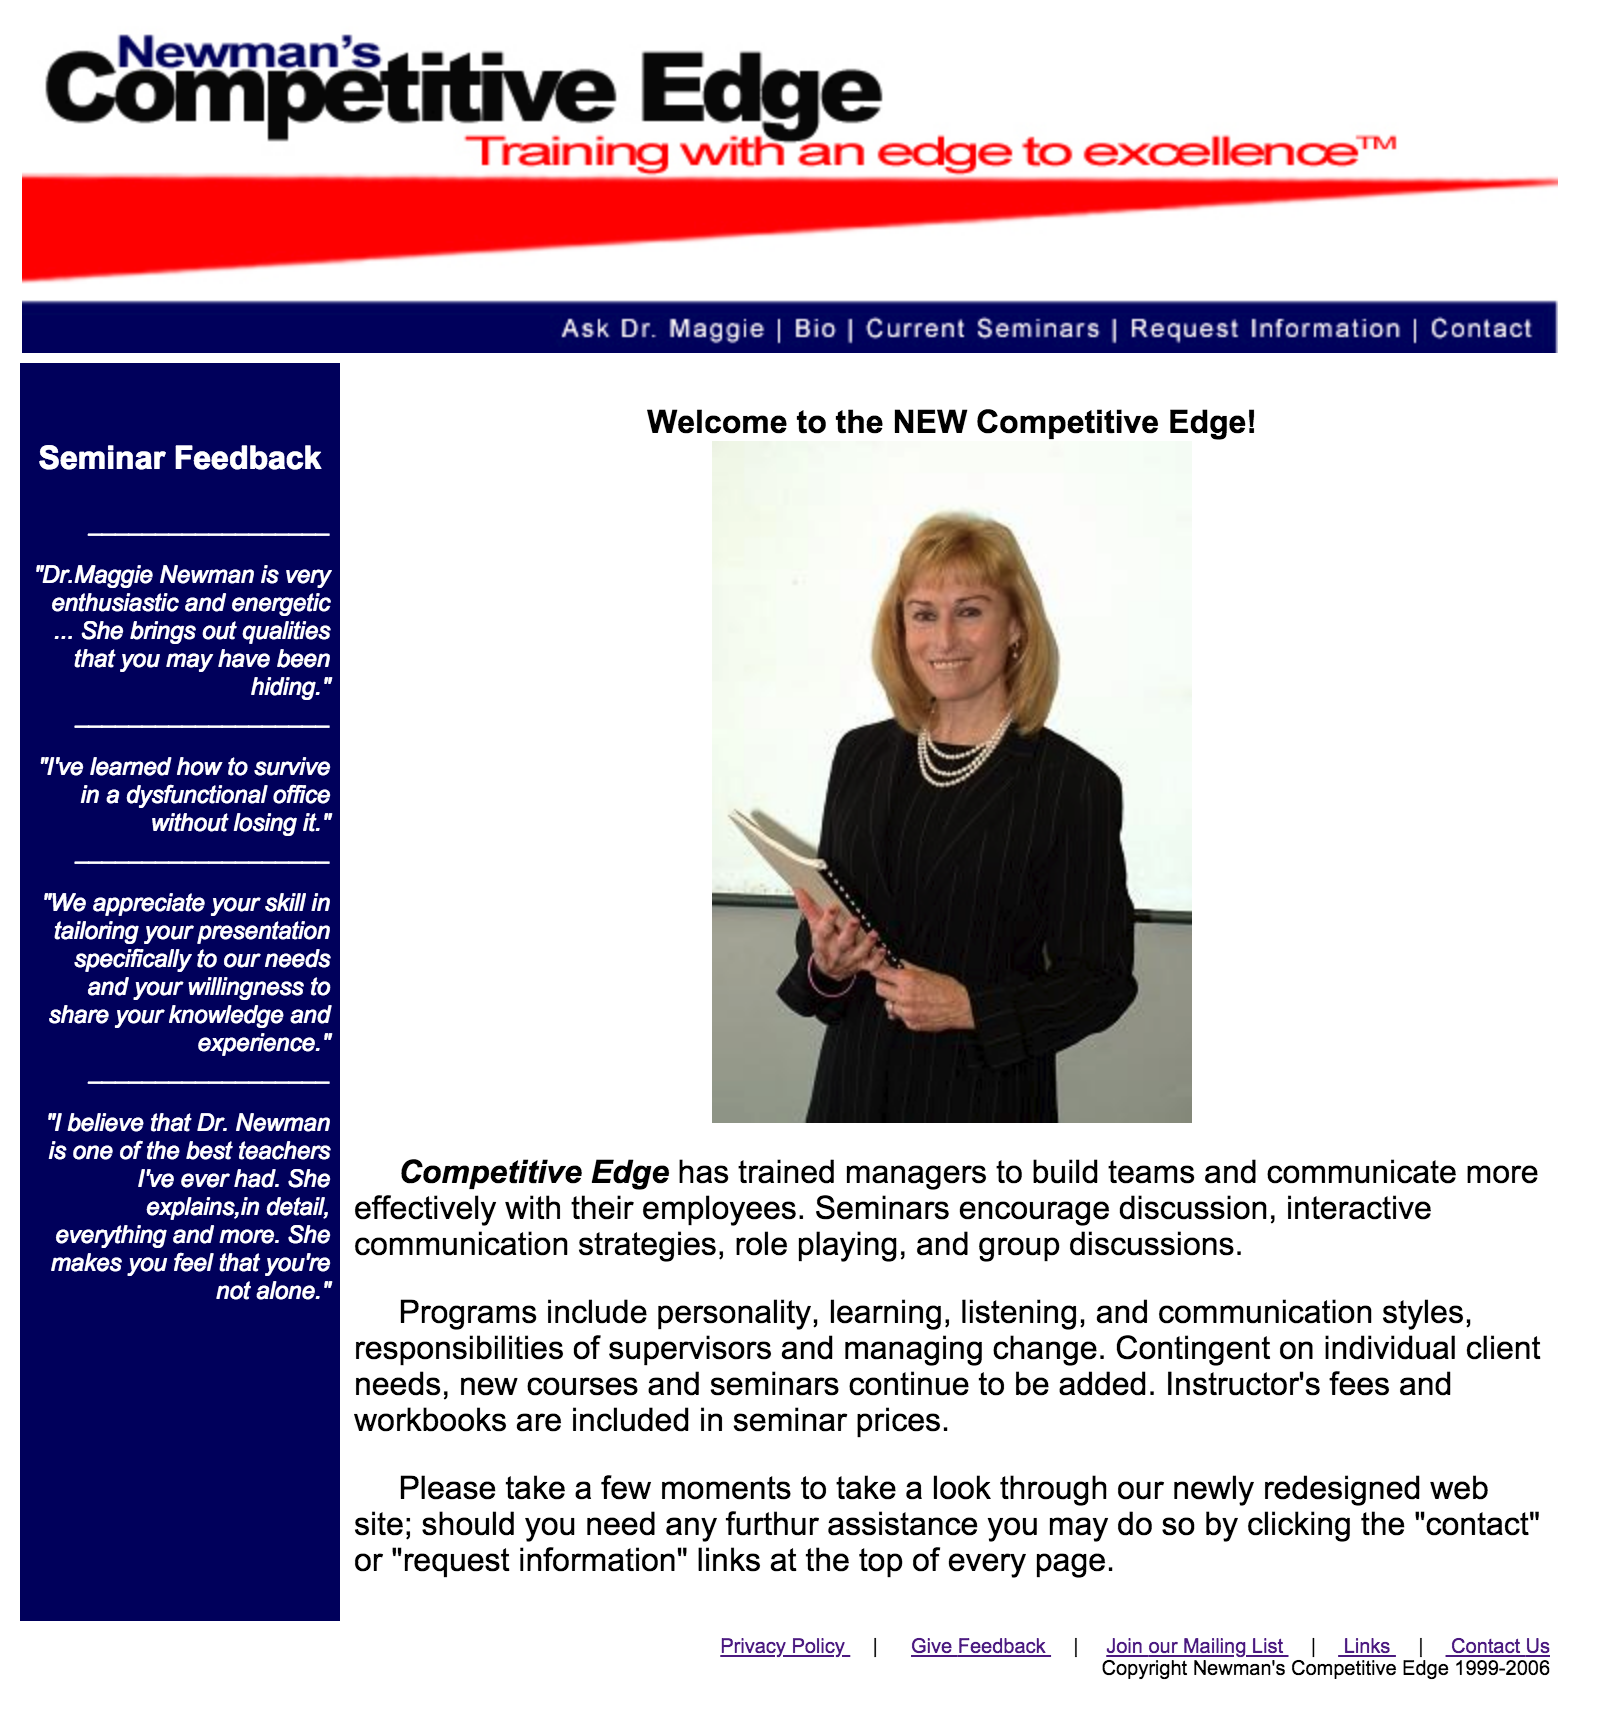 Newman's
Competitive Edge
Training with an edge to excellence™
Ask Dr. Maggie | Bio | Current Seminars | Request Information | Contact
Seminar Feedback
"Dr.Maggie Newman is very
enthusiastic and energetic
... She brings out qualities
that you may have been
hiding."
"I've learned how to survive
in a dysfunctional office
without losing it."
"We appreciate your skill in
tailoring your presentation
specifically to our needs
and your willingness to
share your knowledge and
experience."
"I believe that Dr. Newman
is one of the best teachers
I've ever had. She
explains,in detail,
everything and more. She
makes you feel that you're
not alone."
Welcome to the NEW Competitive Edge!
Competitive Edge has trained managers to build teams and communicate more
effectively with their employees. Seminars encourage discussion, interactive
communication strategies, role playing, and group discussions.
Programs include personality, learning, listening, and communication styles,
responsibilities of supervisors and managing change. Contingent on individual client
needs, new courses and seminars continue to be added. Instructor's fees and
workbooks are included in seminar prices.
Please take a few moments to take a look through our newly redesigned web
site; should you need any furthur assistance you may do so by clicking the "contact"
or "request information" links at the top of every page.
Privacy Policy | Give Feedback | Join our Mailing List | Links | Contact Us
Copyright Newman's Competitive Edge 1999-2006